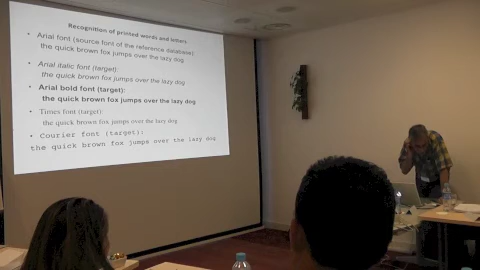 Recognition of printed words and letters
• Arial font (source font of the reference database)
the quick brown fox jumps over the lazy dog
• Arial italic font (target):
the quick brown fox jumps over the lazy dog
• Arial bold font (target):
the quick brown fox jumps over the lazy dog
• Times font (target):
the quick brown fox jumps over the lazy dog
• Courier font (target):
the quick brown fox jumps over the lazy dog